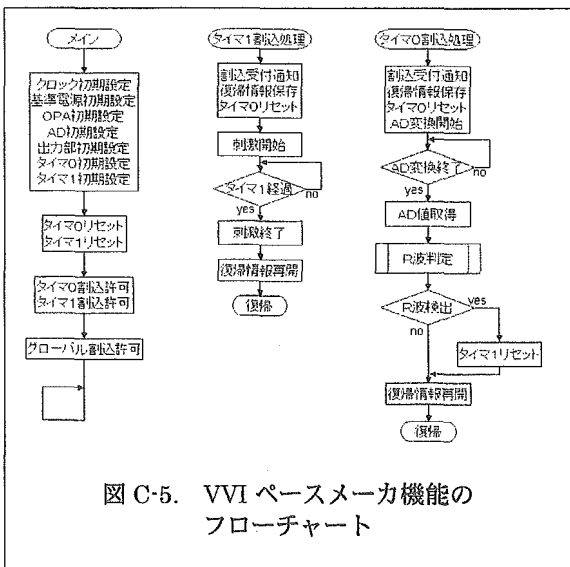 メイン
クロック初期設定
基準電源初期設定
OPA初期設定
AD初期設定
出力部初期設定
タイマ0初期設定
タイマ1初期設定
タイマ0リセット
タイマ1リセット
タイマ0割込許可
タイマ1割込許可
グローバル割込許可
タイマ1割込処理
割込受付通知
復帰情報保存
タイマ0リセット
刺激開始
タイマ1経過
no
yes
刺激終了
復帰情報再開
復帰
タイマ0割込処理
割込受付通知
復帰情報保存
タイマ0リセット
AD変換開始
AD変換終了
no
yes
AD値取得
R波判定
R波検出
yes
no
タイマ1リセット
復帰情報再開
復帰
図 C-5. VVI ペースメーカ機能の
フローチャート